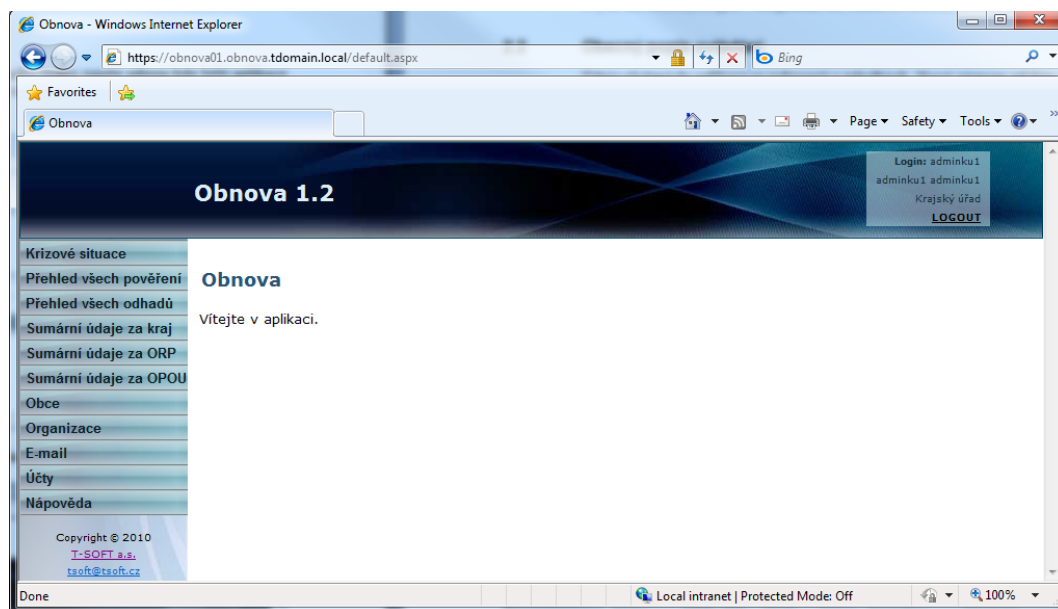 Obnova - Windows Internet Explorer
https://obnova01.obnova.tdomain.local/default.aspx
Bing
Favorites
Obnova
Page Safety Tools
Obnova 1.2
Login: adminku1
adminku1 adminku1
Krajský úřad
LOGOUT
Krizové situace
Přehled všech pověření
Přehled všech odhadů
Sumární údaje za kraj
Sumární údaje za ORP
Sumární údaje za OPOU
Obce
Organizace
E-mail
Účty
Nápověda
Obnova
Vítejte v aplikaci.
Copyright © 2010
T-SOFT a.s.
tsoft@tsoft.cz
Done
Local intranet | Protected Mode: Off
100%